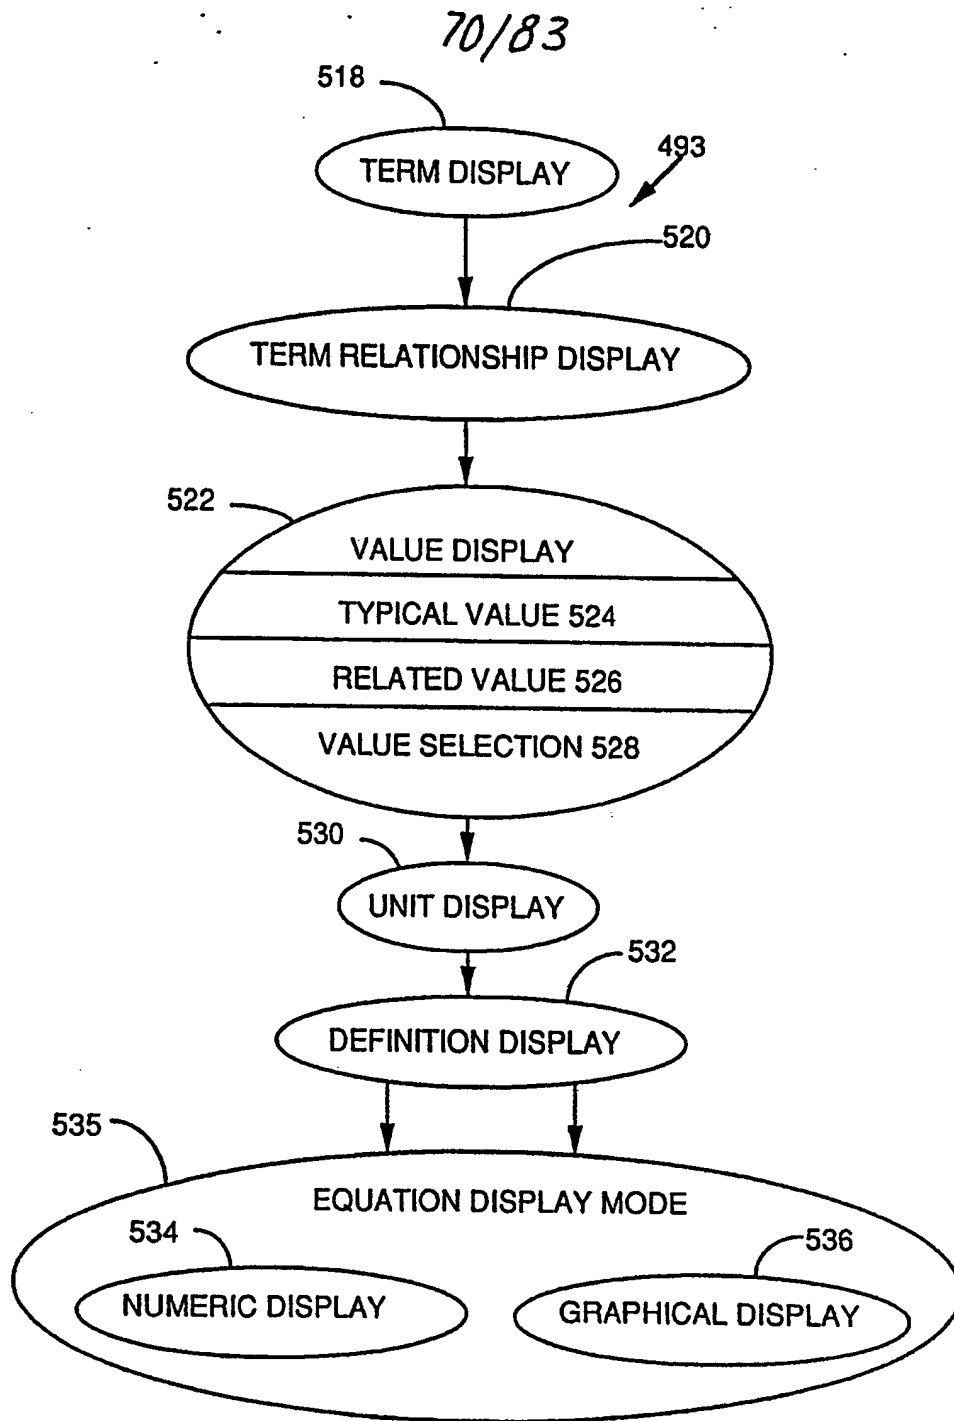 70/83
518
TERM DISPLAY
493
520
TERM RELATIONSHIP DISPLAY
522
VALUE DISPLAY
TYPICAL VALUE 524
RELATED VALUE 526
VALUE SELECTION 528
530
UNIT DISPLAY
532
DEFINITION DISPLAY
535
EQUATION DISPLAY MODE
534
536
NUMERIC DISPLAY
GRAPHICAL DISPLAY